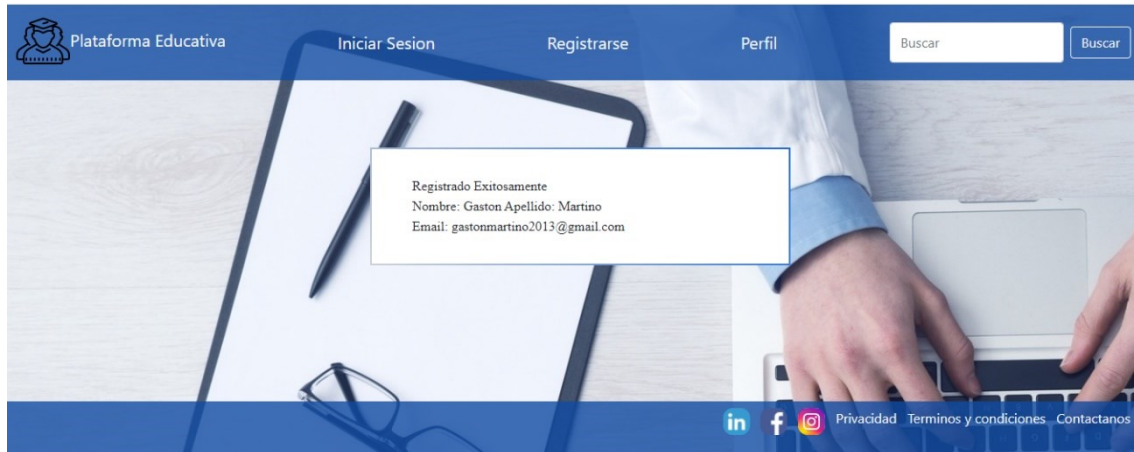 Plataforma Educativa
Iniciar Sesion
Registrarse
Perfil
Buscar
Buscar
Registrado Exitosamente
Nombre: Gaston Apellido: Martino
Email: gastonmartino2013@gmail.com
in
f
Privacidad
Terminos y condiciones
Contactanos